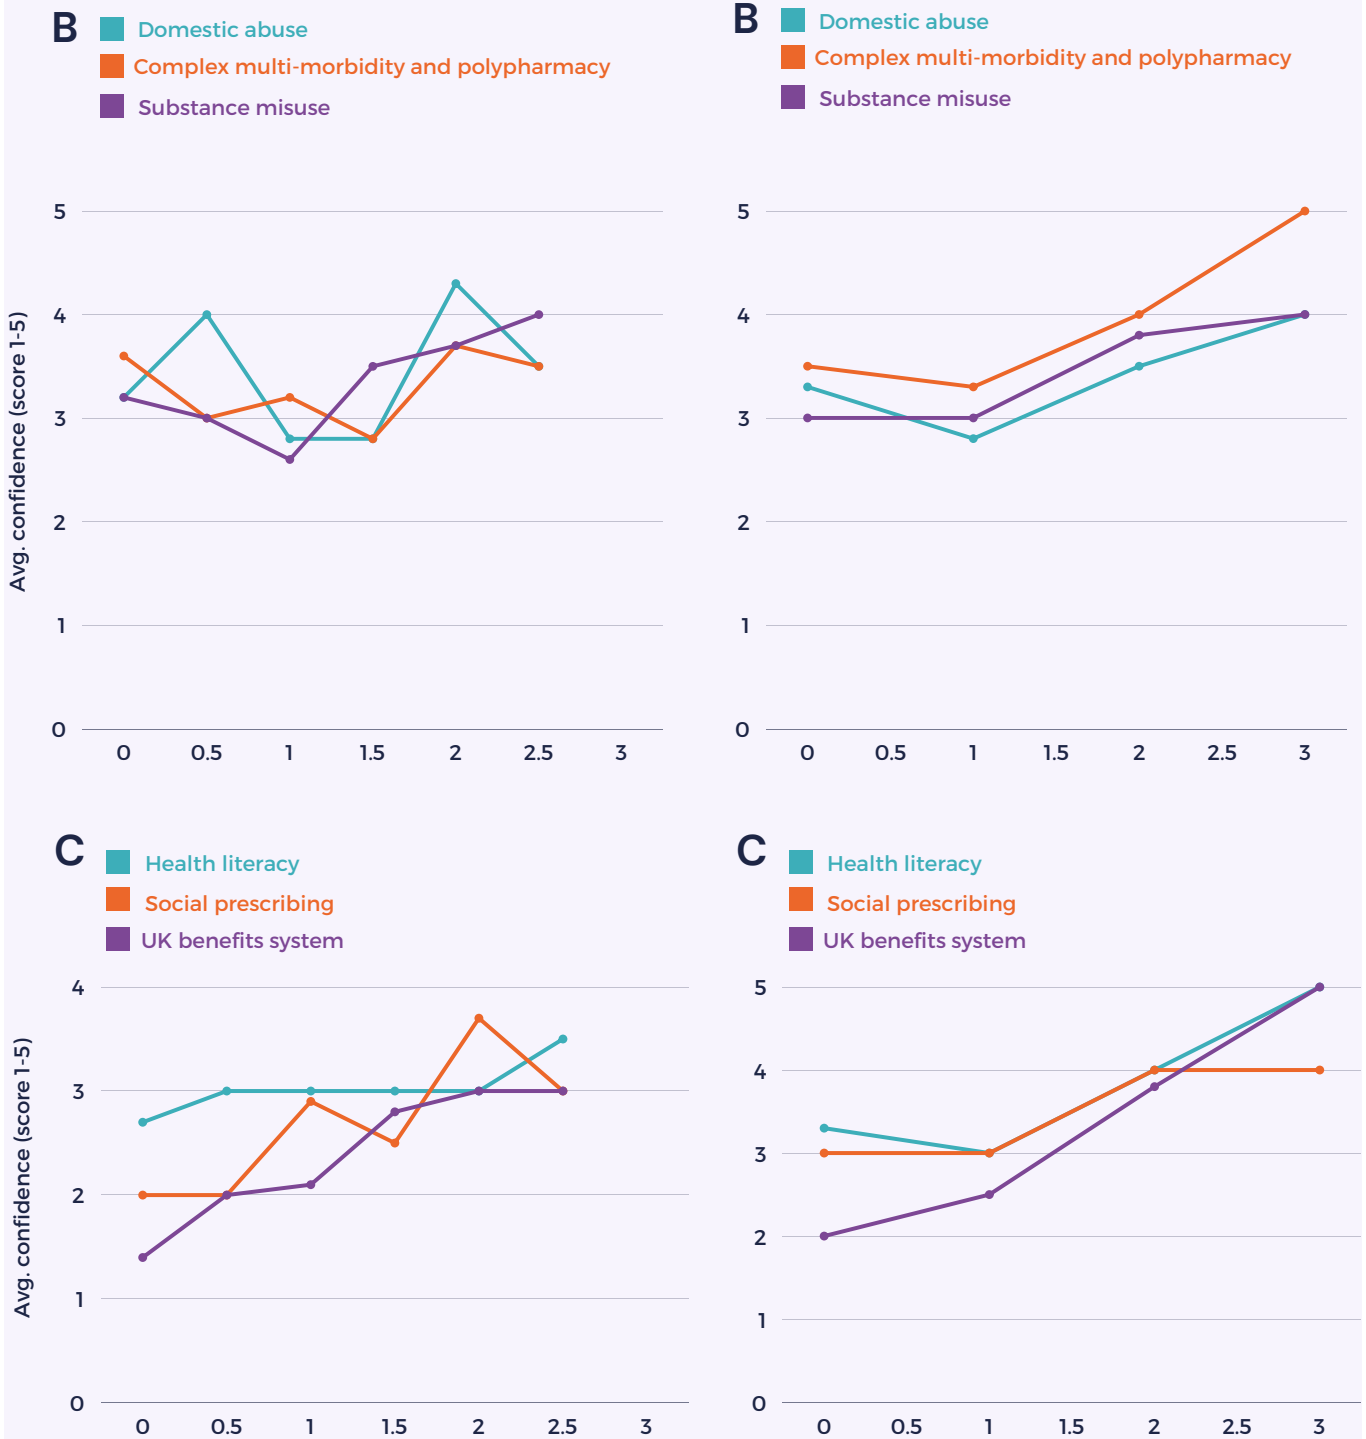 B
Domestic abuse
Complex multi-morbidity and polypharmacy
Substance misuse
Avg. confidence (score 1-5)
5
4
3
2
1
0
0 0.5 1 1.5 2 2.5 3
B
Domestic abuse
Complex multi-morbidity and polypharmacy
Substance misuse
5
4
3
2
1
0
0 0.5 1 1.5 2 2.5 3
C
Health literacy
Social prescribing
UK benefits system
Avg. confidence (score 1-5)
4
3
2
1
0
0 0.5 1 1.5 2 2.5 3
C
Health literacy
Social prescribing
UK benefits system
5
4
3
2
1
0
0 0.5 1 1.5 2 2.5 3